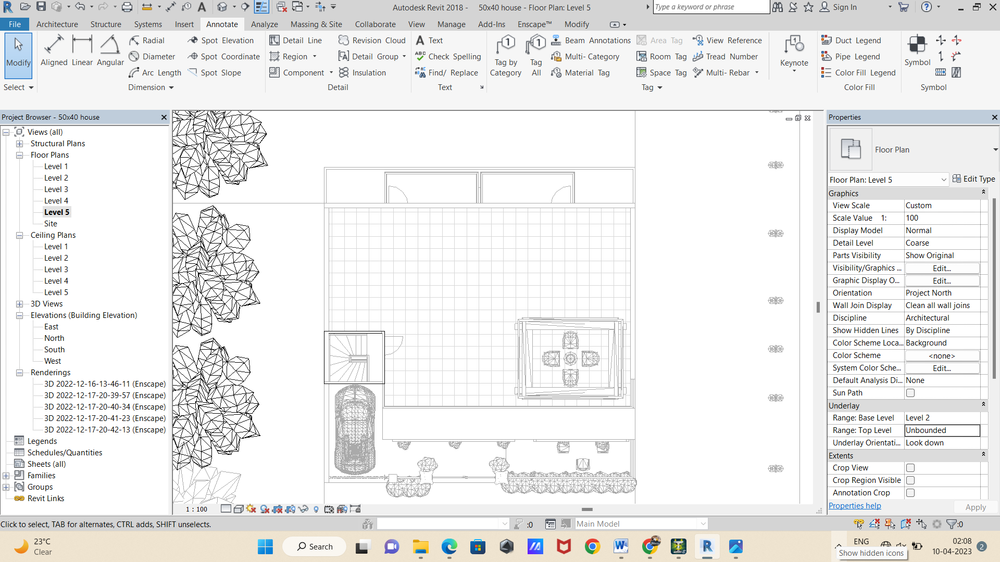 Autodesk Revit 2018 - 50x40 house - Floor Plan: Level 5
Type a keyword or phrase
Sign In
File Architecture Structure Systems Insert Annotate Analyze Massing & Site Collaborate View Manage Add-Ins Enscape™ Modify
Modify
Select
Aligned
Linear
Angular
Radial
Diameter
Arc Length
Spot Elevation
Spot Coordinate
Spot Slope
Dimension
Detail Line
Region
Component
Revision Cloud
Detail Group
Insulation
Detail
A Text
ABC Check Spelling
Find/ Replace
Text
Tag by Category
Tag All
Beam Annotations
Multi- Category
Material Tag
Area Tag
Room Tag
Space Tag
View Reference
Tread Number
Multi- Rebar
Tag
Keynote
Duct Legend
Pipe Legend
Color Fill Legend
Color Fill
Symbol
Symbol
Project Browser - 50x40 house
Views (all)
Structural Plans
Floor Plans
Level 1
Level 2
Level 3
Level 4
Level 5
Site
Ceiling Plans
Level 1
Level 2
Level 3
Level 4
Level 5
3D Views
Elevations (Building Elevation)
East
North
South
West
Renderings
3D 2022-12-16-13-46-11 (Enscape)
3D 2022-12-17-20-39-57 (Enscape)
3D 2022-12-17-20-40-34 (Enscape)
3D 2022-12-17-20-41-23 (Enscape)
3D 2022-12-17-20-42-13 (Enscape)
Legends
Schedules/Quantities
Sheets (all)
Families
Groups
Revit Links
1 : 100
Properties
Floor Plan
Floor Plan: Level 5
Edit Type
Graphics
View Scale Custom
Scale Value 1: 100
Display Model Normal
Detail Level Coarse
Parts Visibility Show Original
Visibility/Graphics ... Edit...
Graphic Display O... Edit...
Orientation Project North
Wall Join Display Clean all wall joins
Discipline Architectural
Show Hidden Lines By Discipline
Color Scheme Loca... Background
Color Scheme <none>
System Color Sche... Edit...
Default Analysis Di... None
Sun Path
Underlay
Range: Base Level Level 2
Range: Top Level Unbounded
Underlay Orientati... Look down
Extents
Crop View
Crop Region Visible
Annotation Crop
Properties help
Apply
Click to select, TAB for alternates, CTRL adds, SHIFT unselects.
:0
Main Model
:0
23°C
Clear
Search
ENG
Show hidden icons
02:08
10-04-2023
2